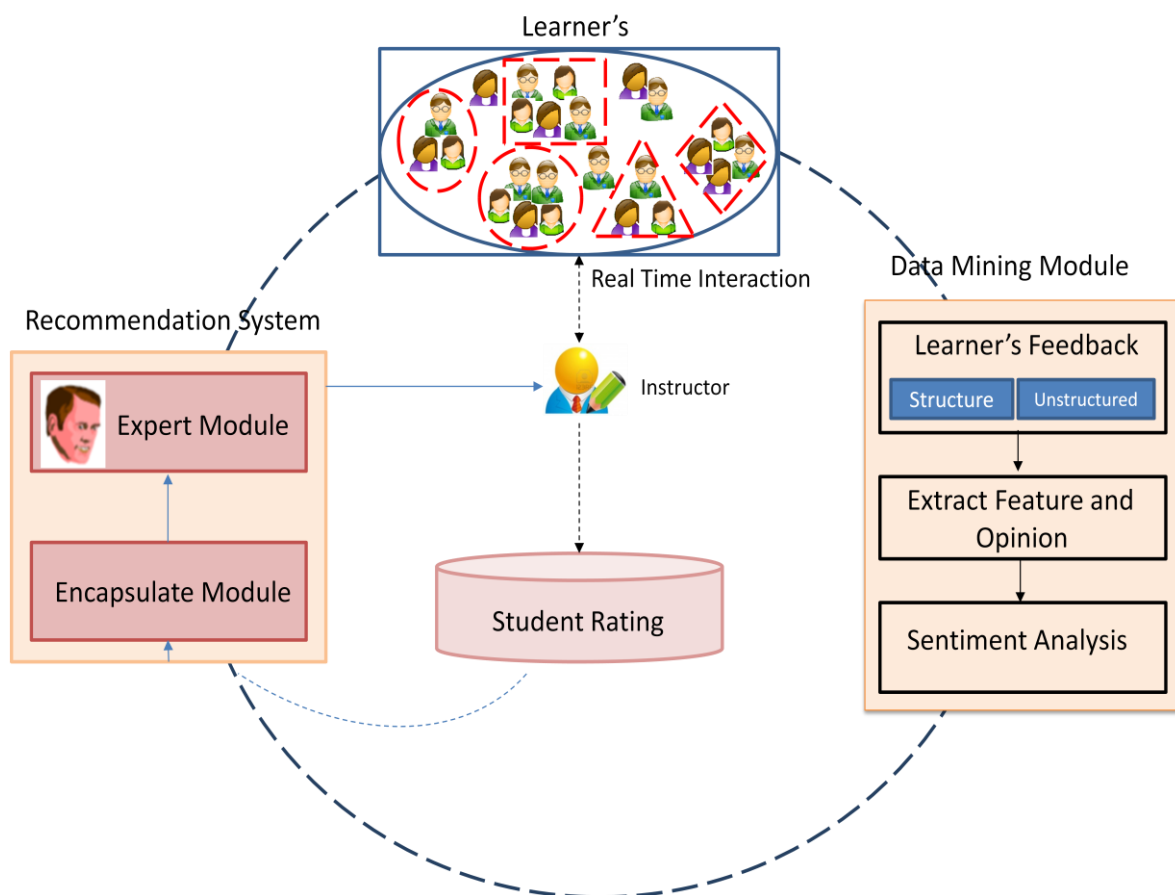 Learner's
Real Time Interaction
Data Mining Module
Recommendation System
Learner's Feedback
Structure
Unstructured
Instructor
Expert Module
Extract Feature and
Opinion
Encapsulate Module
Student Rating
Sentiment Analysis